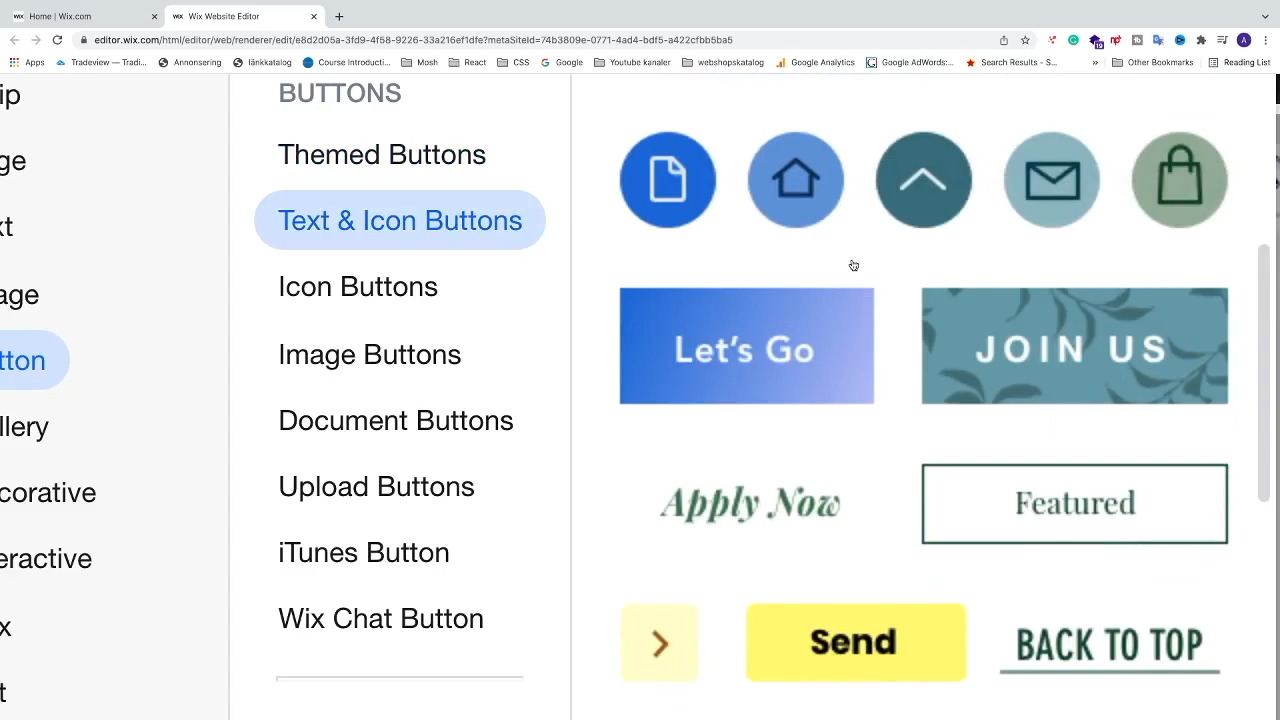 Home | Wix.com
Wix Website Editor
editor.wix.com/html/editor/web/renderer/edit/e8d2d05a-3fd9-4f58-9226-33a216ef1dfe?metaSiteId=74b3809e-0771-4ad4-bdf5-a422cfbb5ba5
Apps
Tradeview – Tradi...
Annonsering
länkkatalog
Course Introducti...
Mosh
React
CSS
Google
Youtube kanaler
webshopskatalog
Google Analytics
Google AdWords:...
Search Results - S...
»
Other Bookmarks
Reading List
ip
ge
xt
age
tton
llery
corative
eractive
x
t
BUTTONS
Themed Buttons
Text & Icon Buttons
Icon Buttons
Image Buttons
Document Buttons
Upload Buttons
iTunes Button
Wix Chat Button
Let's Go
JOIN US
Apply Now
Featured
Send
BACK TO TOP